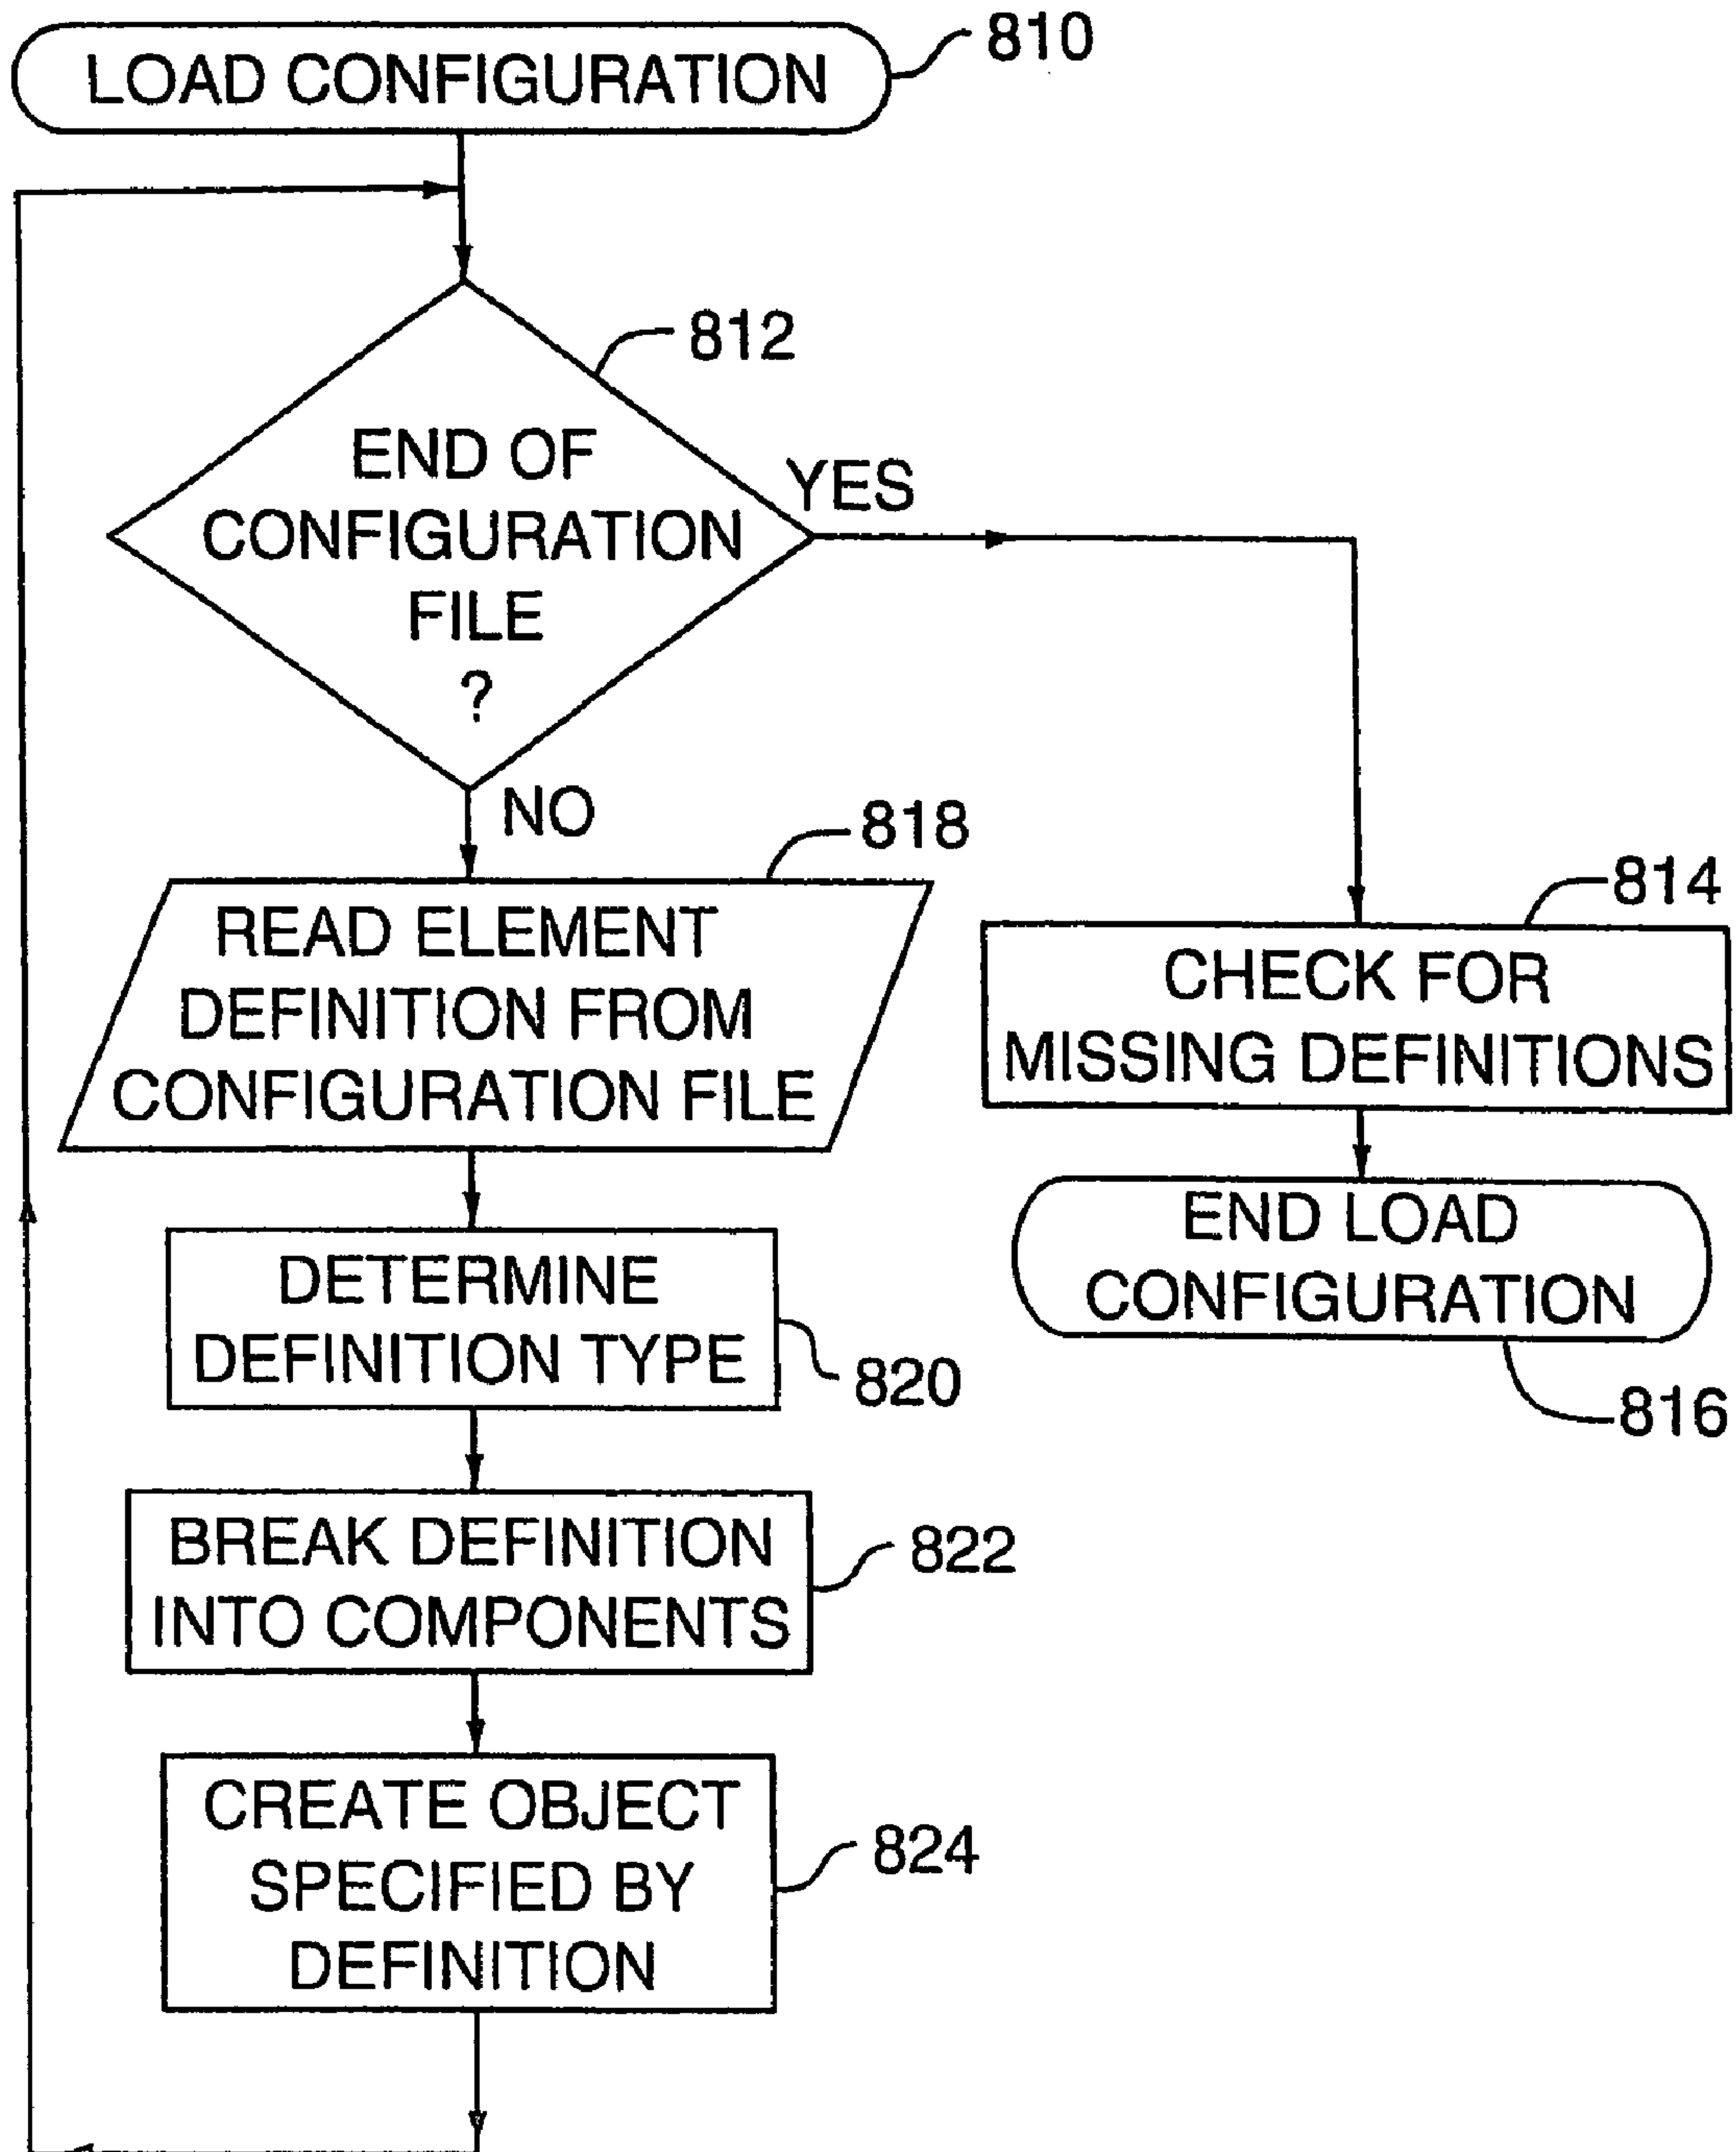 LOAD CONFIGURATION
810
812
END OF
CONFIGURATION
FILE
?
YES
NO
818
READ ELEMENT
DEFINITION FROM
CONFIGURATION FILE
814
CHECK FOR
MISSING DEFINITIONS
END LOAD
CONFIGURATION
816
DETERMINE
DEFINITION TYPE
820
BREAK DEFINITION
INTO COMPONENTS
822
CREATE OBJECT
SPECIFIED BY
DEFINITION
824